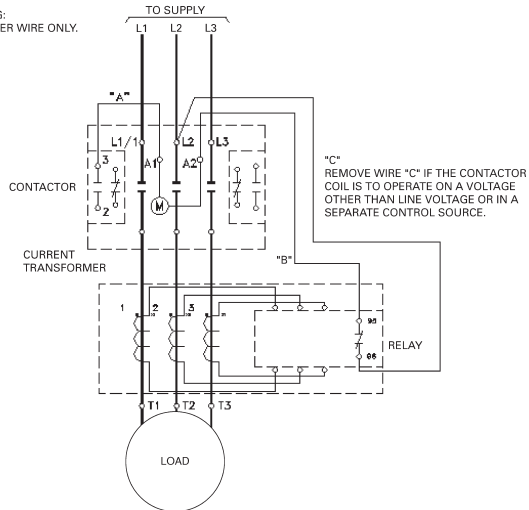 G:
ER WIRE ONLY.
TO SUPPLY
L1 L2 L3
"A"
L1/1 L2 L3
3 A1 A2
CONTACTOR
M
2
"C"
REMOVE WIRE "C" IF THE CONTACTOR
COIL IS TO OPERATE ON A VOLTAGE
OTHER THAN LINE VOLTAGE OR IN A
SEPARATE CONTROL SOURCE.
CURRENT
TRANSFORMER
"B"
1 2 3
95
RELAY
96
T1 T2 T3
LOAD